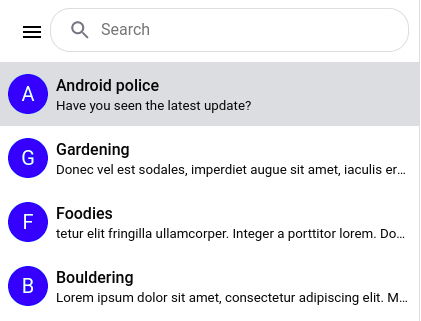 Search
A
Android police
Have you seen the latest update?
G
Gardening
Donec vel est sodales, imperdiet augue sit amet, iaculis er...
F
Foodies
tetur elit fringilla ullamcorper. Integer a porttitor lorem. Do...
B
Bouldering
Lorem ipsum dolor sit amet, consectetur adipiscing elit. M...